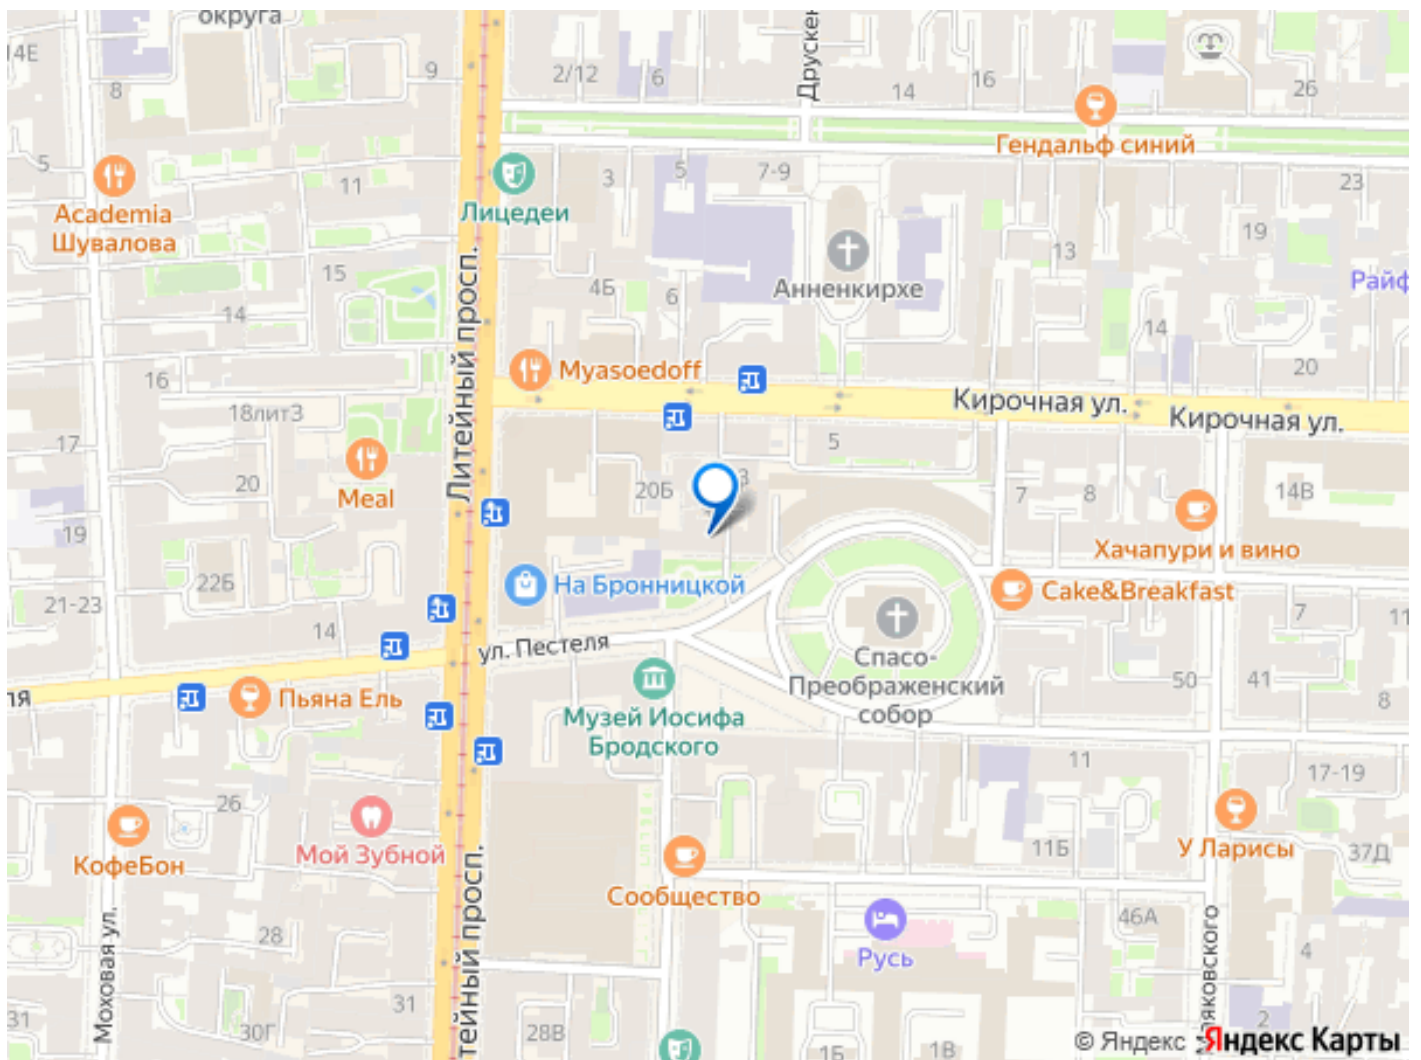 округа
14Е
8
9
2/12
6
14
16
26
Гендальф синий
5
11
Academia
Шувалова
Лицедеи
3
5
7-9
23
19
13
Анненкирхе
15
14
4Б
6
14
Литейный просп.
Myasoedoff
16
20
18лит3
Кирочная ул.
Кирочная ул.
17
5
20
Meal
20Б
7
8
14В
19
Хачапури и вино
22Б
На Бронницкой
Cake&Breakfast
21-23
14
7
11
ул. Пестеля
Спасо-
Преображенский
собор
Пьяна Ель
Музей Иосифа
Бродского
50
41
8
11
17-19
26
КофеБон
Мой Зубной
11Б
У Ларисы
37Д
Сообщество
Моховая ул.
28
Русь
46А
4
31
31
30Г
28В
1Б
1В
2
© Яндекс Яндекс Карты